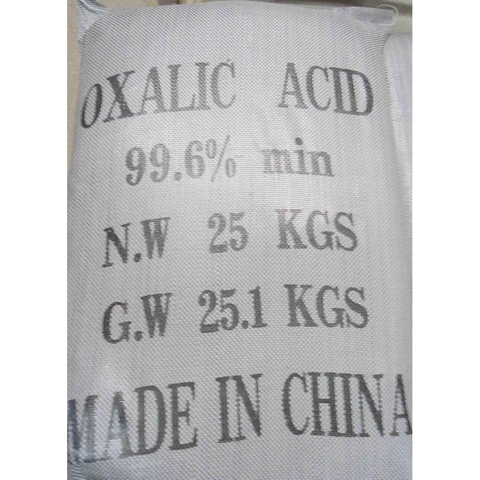 OXALIC ACID
99.6% min
N.W 25 KGS
G.W 25.1 KGS
MADE IN CHINA